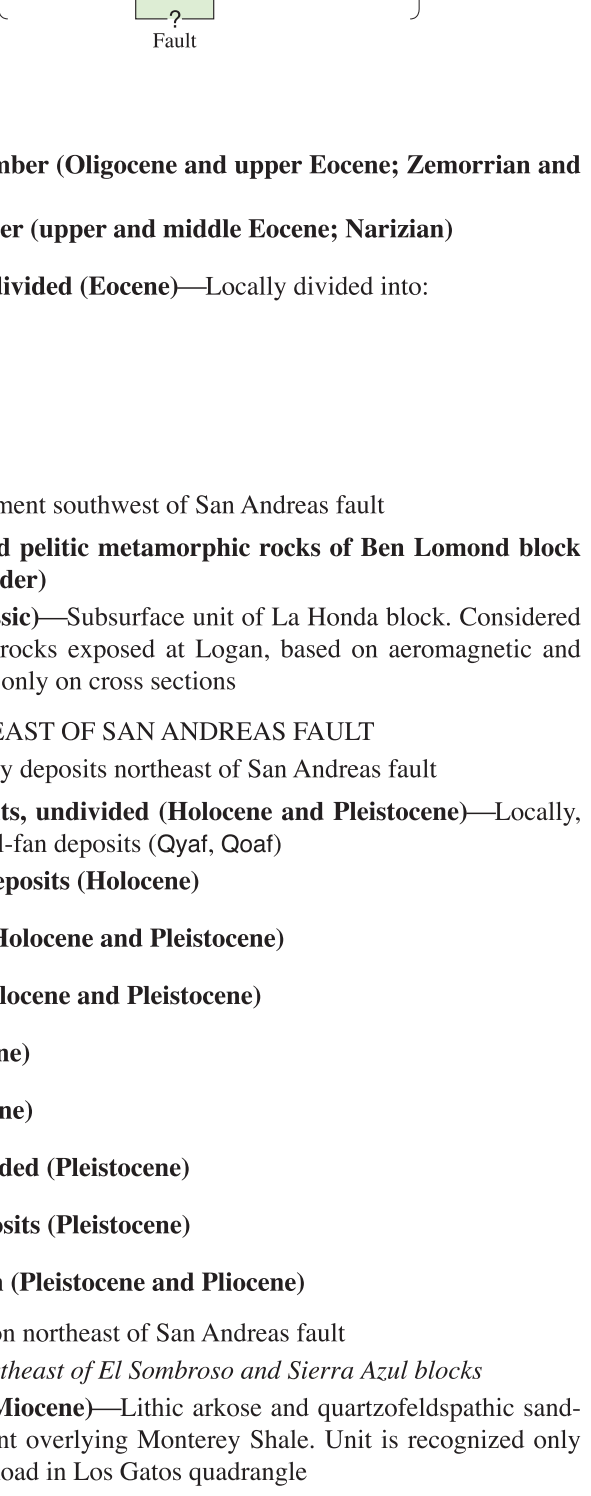 ?
Fault
mber (Oligocene and upper Eocene; Zemorrian and
er (upper and middle Eocene; Narizian)
divided (Eocene)—Locally divided into:
ment southwest of San Andreas fault
d pelitic metamorphic rocks of Ben Lomond block
der)
ssic)—Subsurface unit of La Honda block. Considered
rocks exposed at Logan, based on aeromagnetic and
only on cross sections
EAST OF SAN ANDREAS FAULT
y deposits northeast of San Andreas fault
ts, undivided (Holocene and Pleistocene)—Locally,
l-fan deposits (Qyaf, Qoaf)
eposits (Holocene)
Holocene and Pleistocene)
locene and Pleistocene)
ne)
ne)
ded (Pleistocene)
osits (Pleistocene)
n (Pleistocene and Pliocene)
on northeast of San Andreas fault
theast of El Sombroso and Sierra Azul blocks
Miocene)—Lithic arkose and quartzofeldspathic sand-
nt overlying Monterey Shale. Unit is recognized only
oad in Los Gatos quadrangle